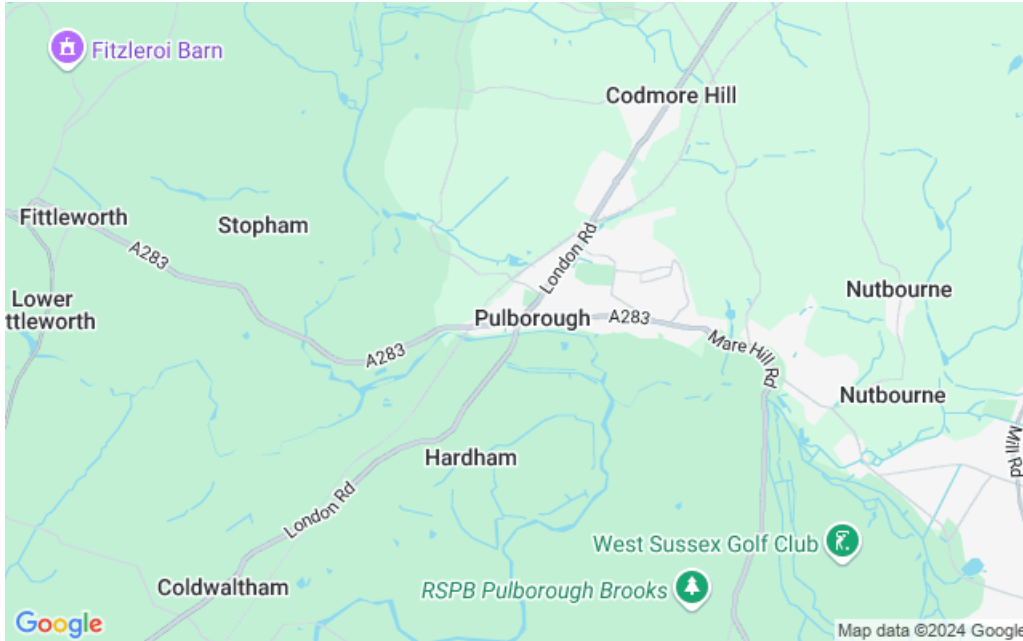 Fitzleroi Barn
Codmore Hill
Fittleworth
Stopham
A283
London Rd
Nutbourne
Lower
ttleworth
Pulborough
A283
A283
Mare Hill Rd
Nutbourne
Mill Rd
Hardham
London Rd
West Sussex Golf Club
Coldwaltham
RSPB Pulborough Brooks
Google
Map data ©2024 Google